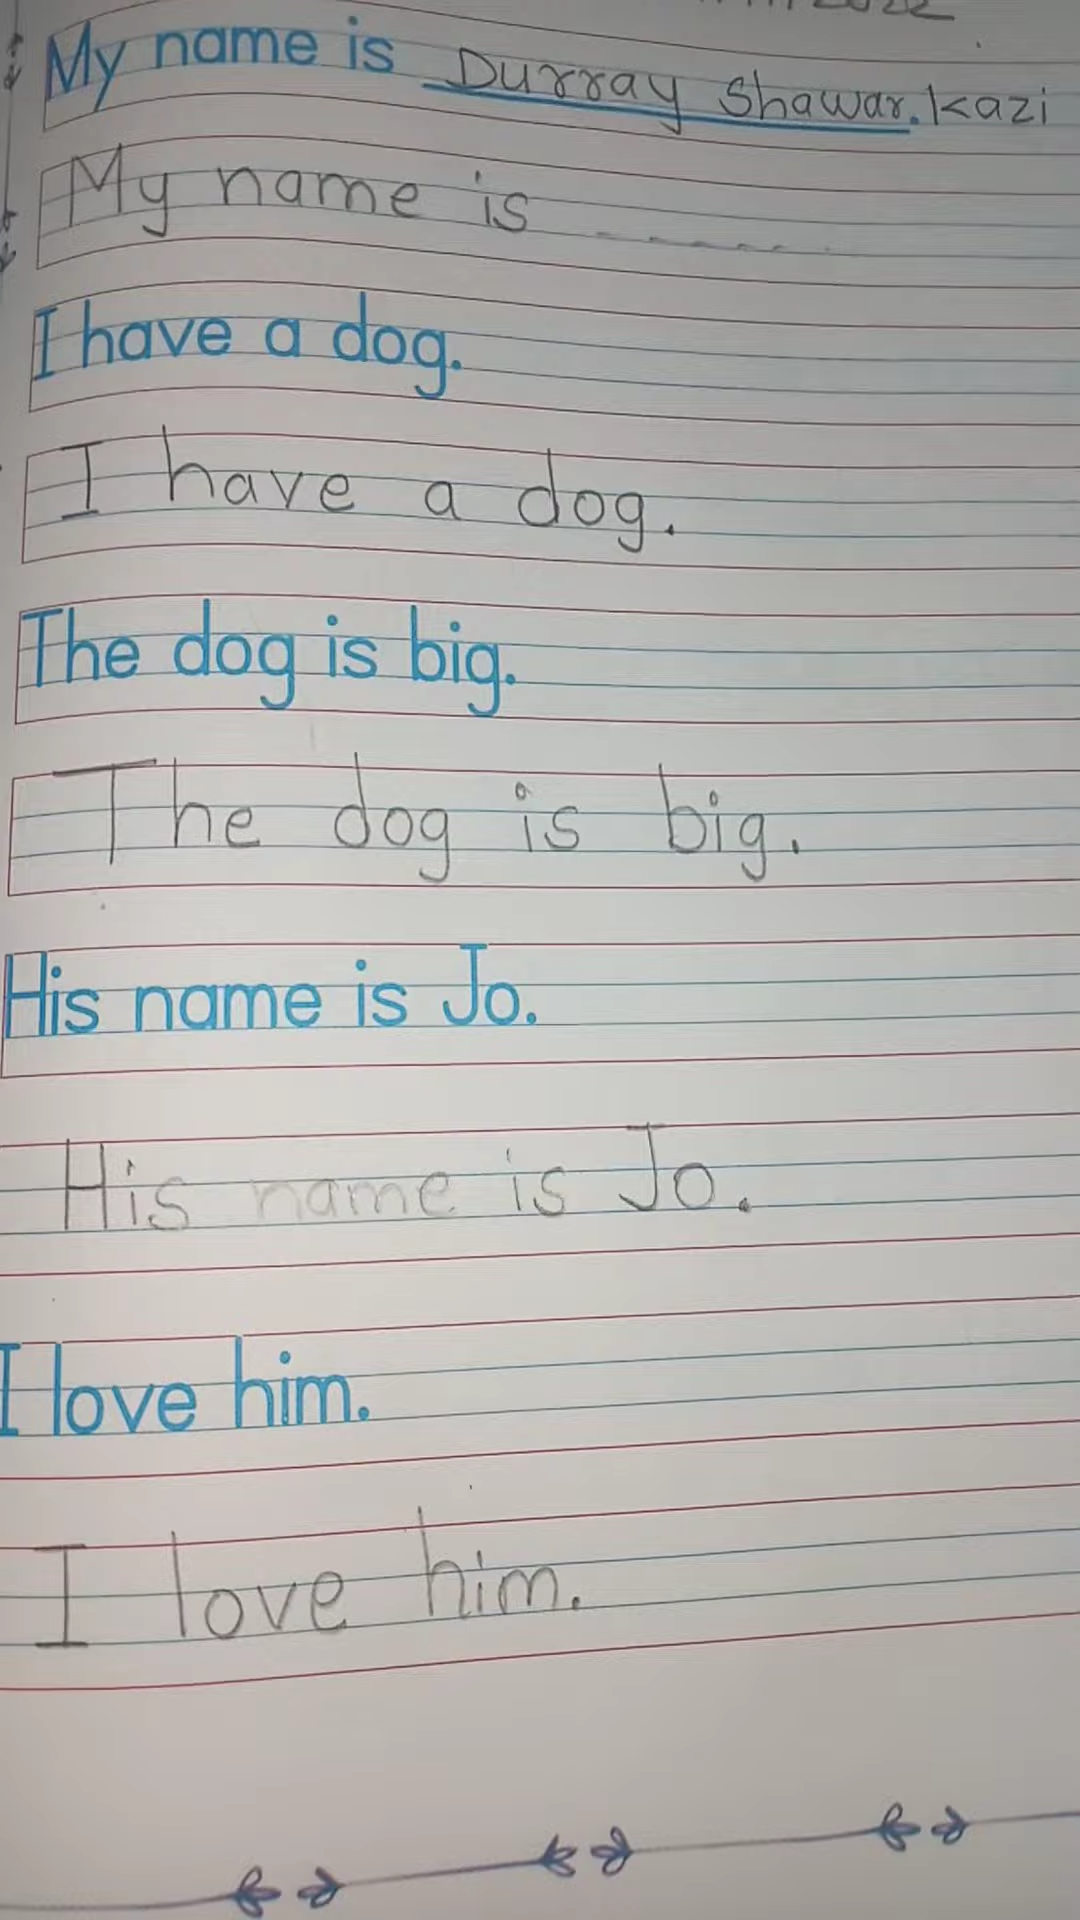 My name is Durray Shawar. Kazi
My name is _ _ _ _ _
I have a dog.
I have a dog.
The dog is big.
The dog is big.
His name is Jo.
His name is Jo.
I love him.
I love him.